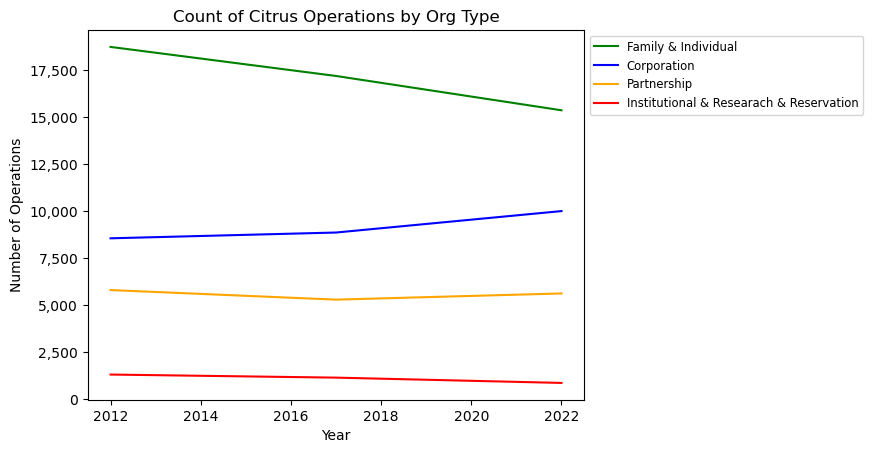 Count of Citrus Operations by Org Type
Family & Individual
Corporation
Partnership
Institutional & Researach & Reservation
Number of Operations
17,500
15,000
12,500
10,000
7,500
5,000
2,500
0
2012 2014 2016 2018 2020 2022
Year